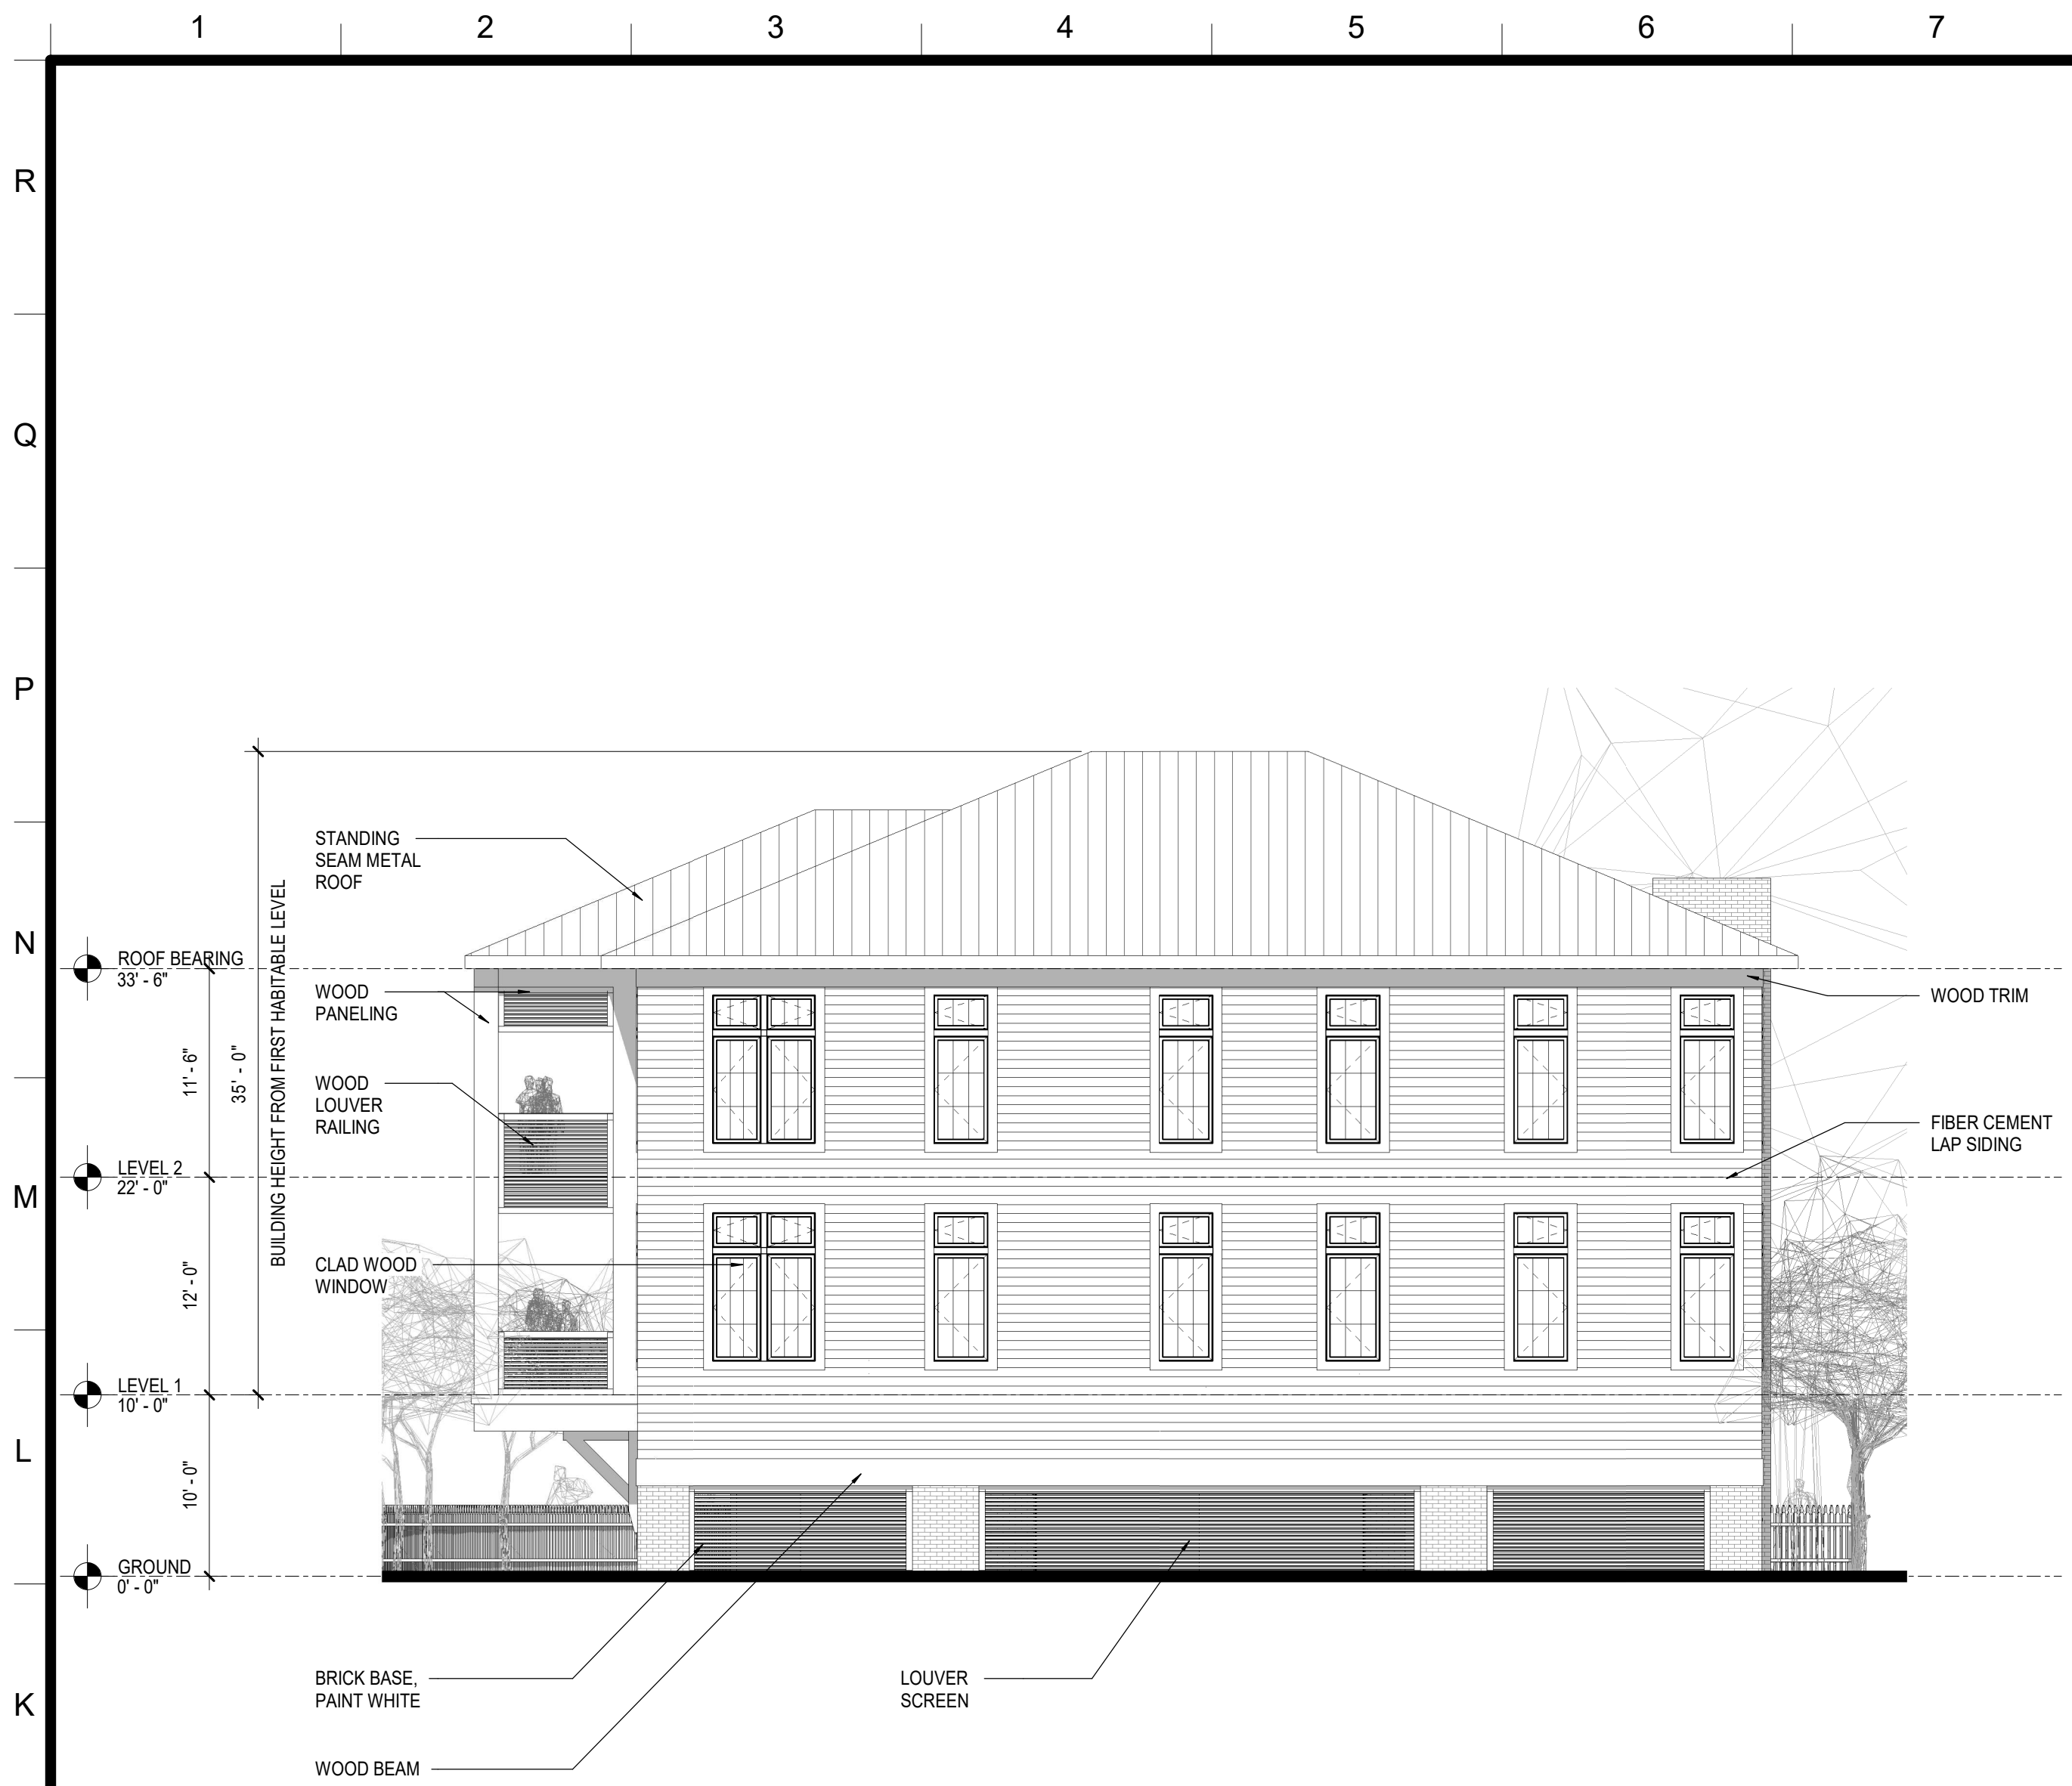 1 2 3 4 5 6 7
R
Q
P
N
M
L
K
STANDING
SEAM METAL
ROOF
BUILDING HEIGHT FROM FIRST HABITABLE LEVEL
35' - 0"
ROOF BEARING
33' - 6"
WOOD
PANELING
WOOD TRIM
11' - 6"
WOOD
LOUVER
RAILING
FIBER CEMENT
LAP SIDING
LEVEL 2
22' - 0"
CLAD WOOD
WINDOW
12' - 0"
LEVEL 1
10' - 0"
10' - 0"
GROUND
0' - 0"
BRICK BASE,
PAINT WHITE
LOUVER
SCREEN
WOOD BEAM